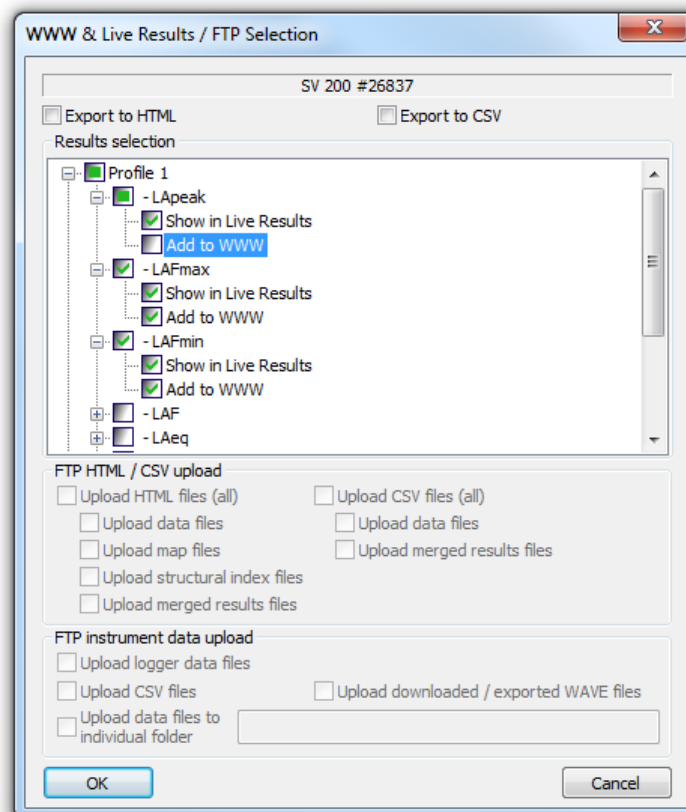 WWW & Live Results / FTP Selection
SV 200 #26837
Export to HTML Export to CSV
Results selection
Profile 1
- LApeak
Show in Live Results
Add to WWW
- LAFmax
Show in Live Results
Add to WWW
- LAFmin
Show in Live Results
Add to WWW
- LAF
- LAeq
FTP HTML / CSV upload
Upload HTML files (all) Upload CSV files (all)
Upload data files Upload data files
Upload map files Upload merged results files
Upload structural index files
Upload merged results files
FTP instrument data upload
Upload logger data files
Upload CSV files Upload downloaded / exported WAVE files
Upload data files to
individual folder
OK Cancel